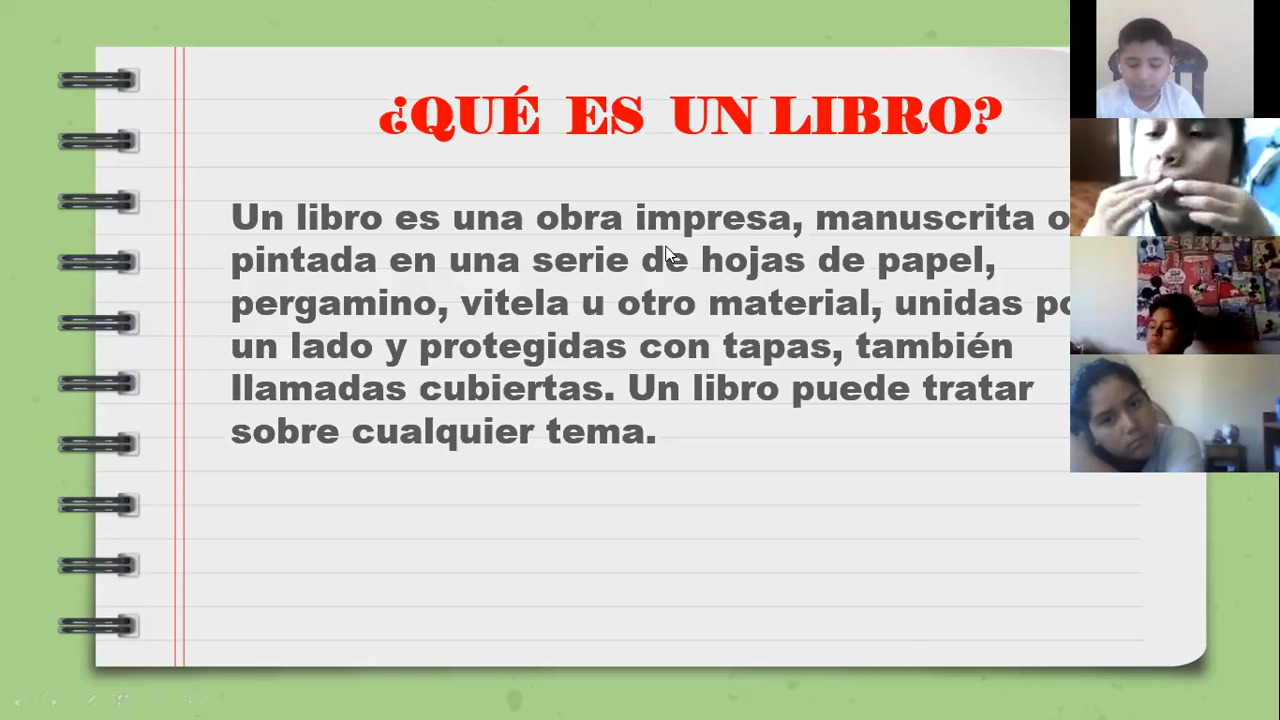 ¿QUÉ ES UN LIBRO?
Un libro es una obra impresa, manuscrita o
pintada en una serie de hojas de papel,
pergamino, vitela u otro material, unidas
un lado y protegidas con tapas, también
llamadas cubiertas. Un libro puede tratar
sobre cualquier tema.